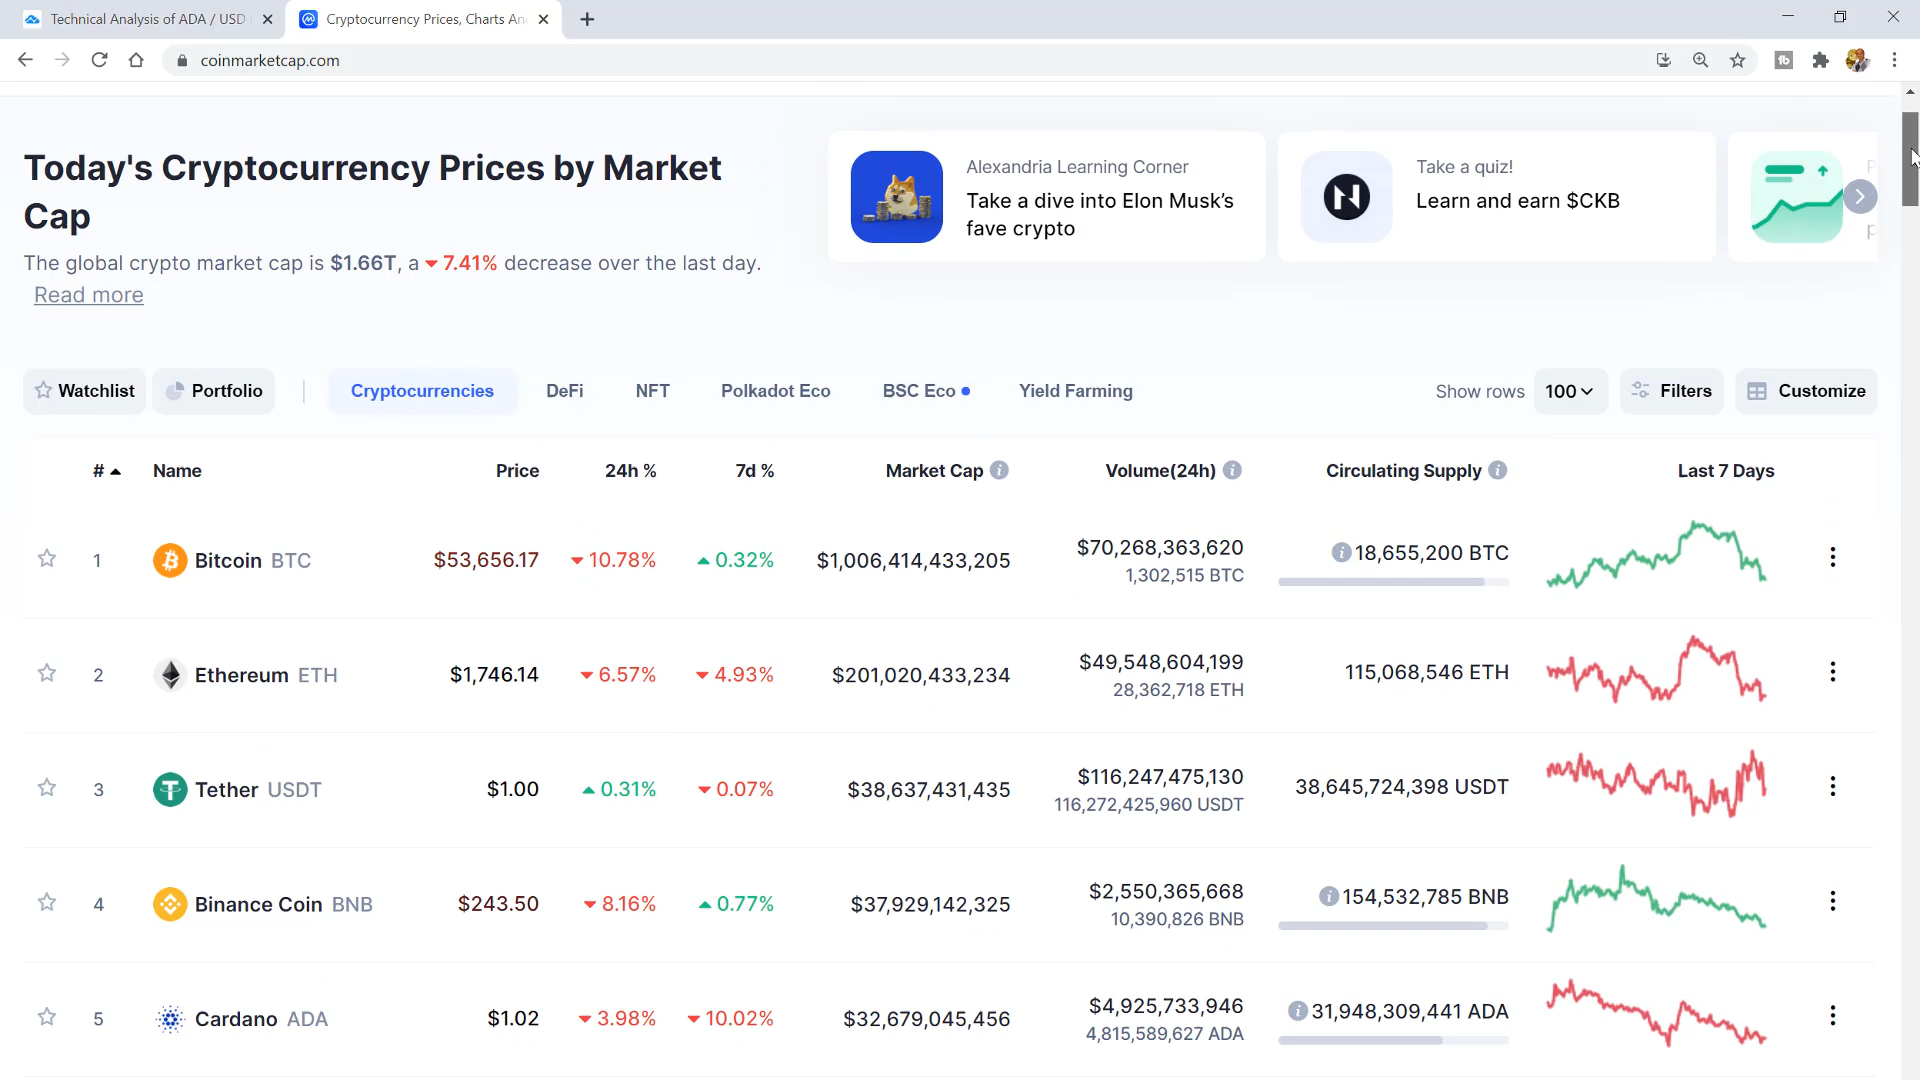 Technical Analysis of ADA / USD
Cryptocurrency Prices, Charts An
coinmarketcap.com
Today's Cryptocurrency Prices by Market
Cap
The global crypto market cap is $1.66T, a 7.41% decrease over the last day.
Read more
Alexandria Learning Corner
Take a dive into Elon Musk's
fave crypto
Take a quiz!
Learn and earn $CKB
Watchlist Portfolio Cryptocurrencies DeFi NFT Polkadot Eco BSC Eco Yield Farming Show rows 100 Filters Customize
# Name Price 24h % 7d % Market Cap Volume(24h) Circulating Supply Last 7 Days
1 Bitcoin BTC $53,656.17 10.78% 0.32% $1,006,414,433,205 $70,268,363,620 18,655,200 BTC
1,302,515 BTC
2 Ethereum ETH $1,746.14 6.57% 4.93% $201,020,433,234 $49,548,604,199 115,068,546 ETH
28,362,718 ETH
3 Tether USDT $1.00 0.31% 0.07% $38,637,431,435 $116,247,475,130 38,645,724,398 USDT
116,272,425,960 USDT
4 Binance Coin BNB $243.50 8.16% 0.77% $37,929,142,325 $2,550,365,668 154,532,785 BNB
10,390,826 BNB
5 Cardano ADA $1.02 3.98% 10.02% $32,679,045,456 $4,925,733,946 31,948,309,441 ADA
4,815,589,627 ADA